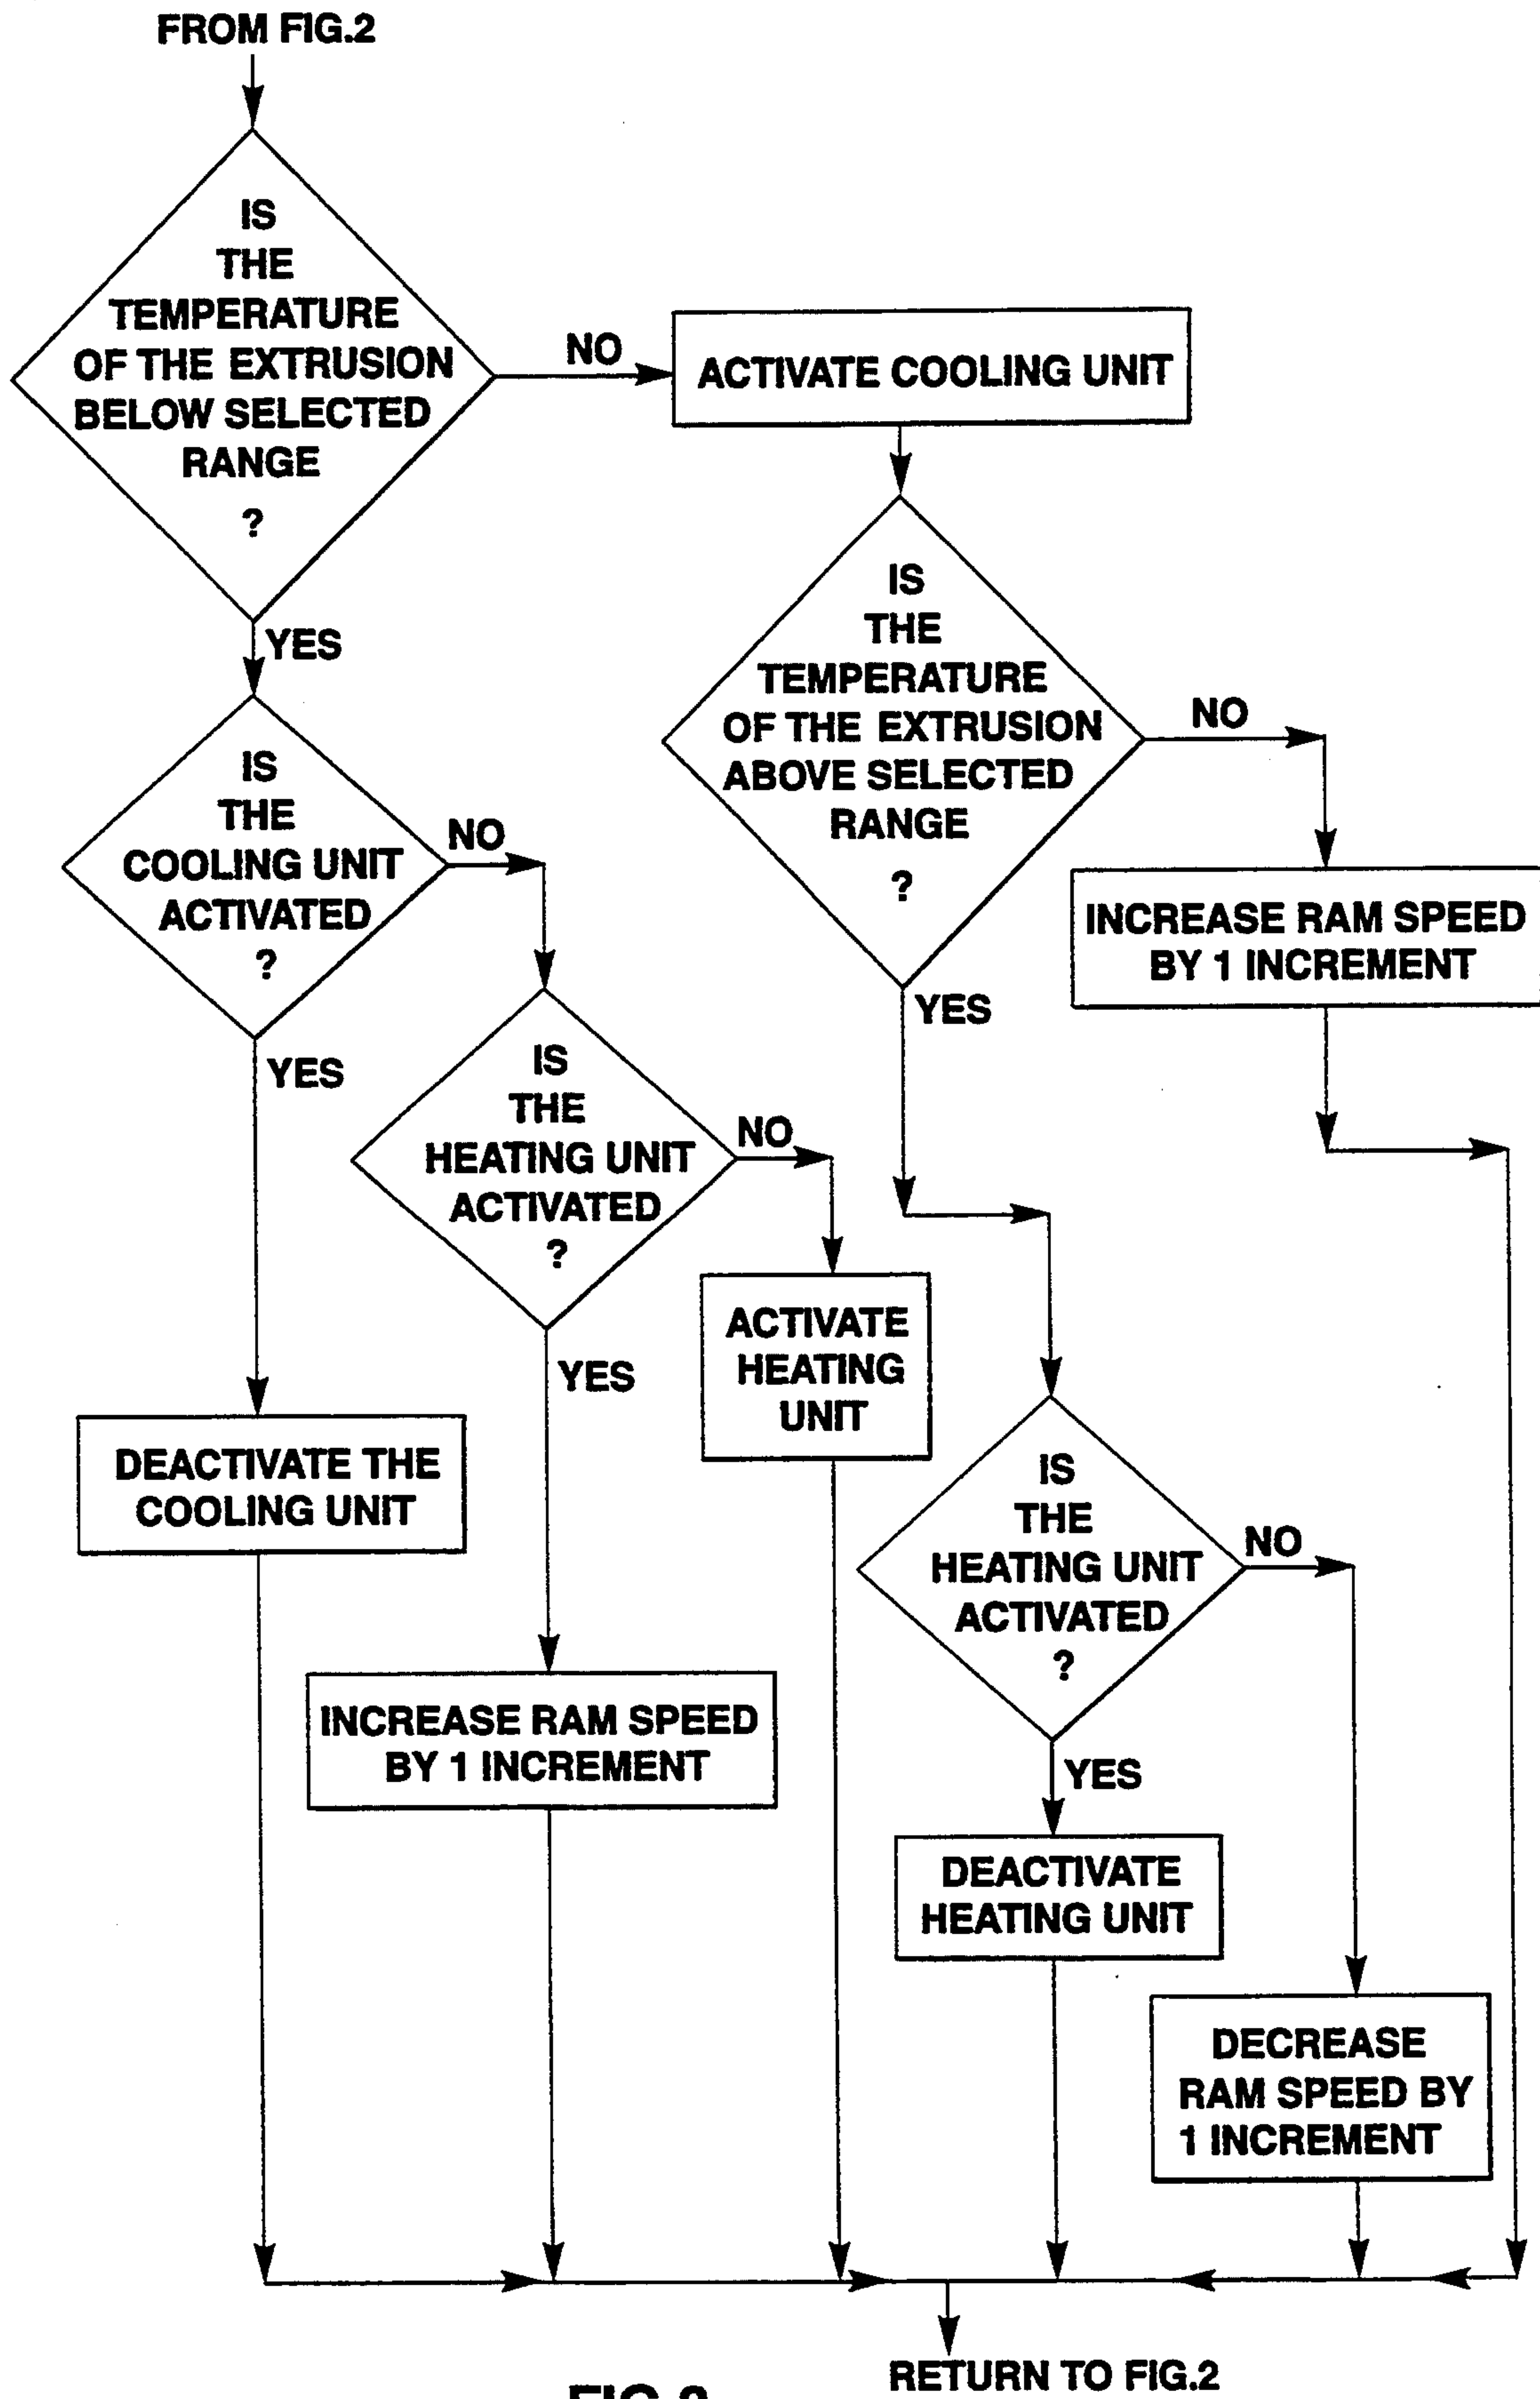 FROM FIG.2
IS
THE
TEMPERATURE
OF THE EXTRUSION
BELOW SELECTED
RANGE
?
NO
ACTIVATE COOLING UNIT
YES
IS
THE
TEMPERATURE
OF THE EXTRUSION
ABOVE SELECTED
RANGE
?
NO
INCREASE RAM SPEED
BY 1 INCREMENT
YES
IS
THE
COOLING UNIT
ACTIVATED
?
NO
YES
IS
THE
HEATING UNIT
ACTIVATED
?
NO
ACTIVATE
HEATING
UNIT
YES
DEACTIVATE THE
COOLING UNIT
INCREASE RAM SPEED
BY 1 INCREMENT
IS
THE
HEATING UNIT
ACTIVATED
?
NO
YES
DEACTIVATE
HEATING UNIT
DECREASE
RAM SPEED BY
1 INCREMENT
RETURN TO FIG.2